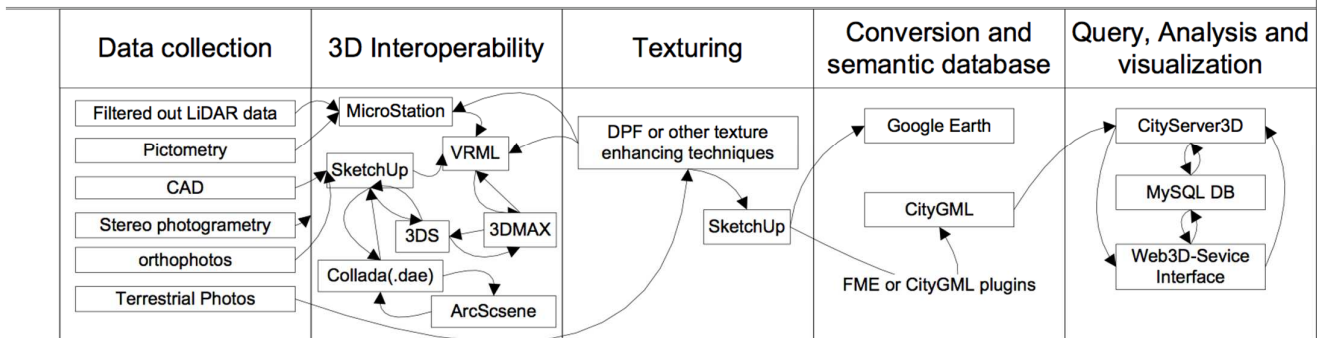 Data collection
3D Interoperability
Texturing
Conversion and
semantic database
Query, Analysis and
visualization
Filtered out LiDAR data
Pictometry
CAD
Stereo photogrametry
orthophotos
Terrestrial Photos
MicroStation
VRML
SketchUp
3DS
3DMAX
Collada(.dae)
ArcScsene
DPF or other texture
enhancing techniques
SketchUp
Google Earth
CityGML
FME or CityGML plugins
CityServer3D
MySQL DB
Web3D-Sevice
Interface